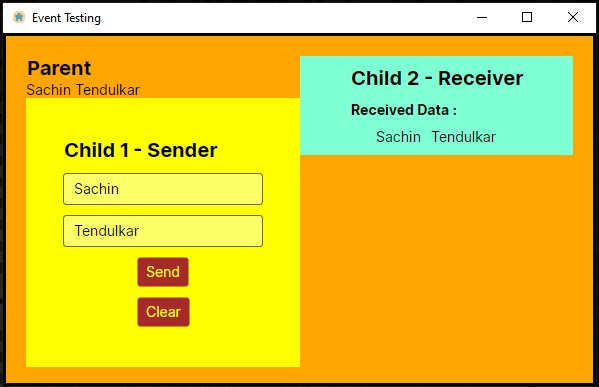 Event Testing
Parent
Sachin Tendulkar
Child 1 - Sender
Sachin
Tendulkar
Send
Clear
Child 2 - Receiver
Received Data :
Sachin Tendulkar